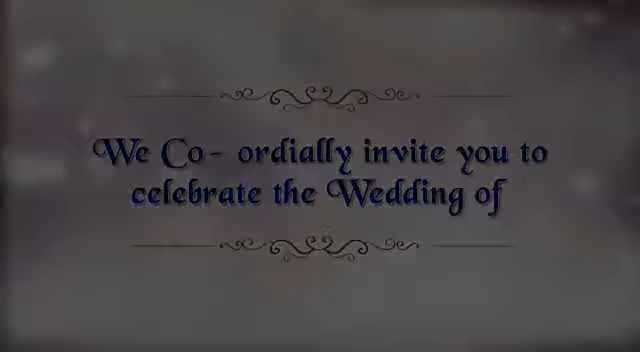 We Co- ordially invite you to
celebrate the Wedding of